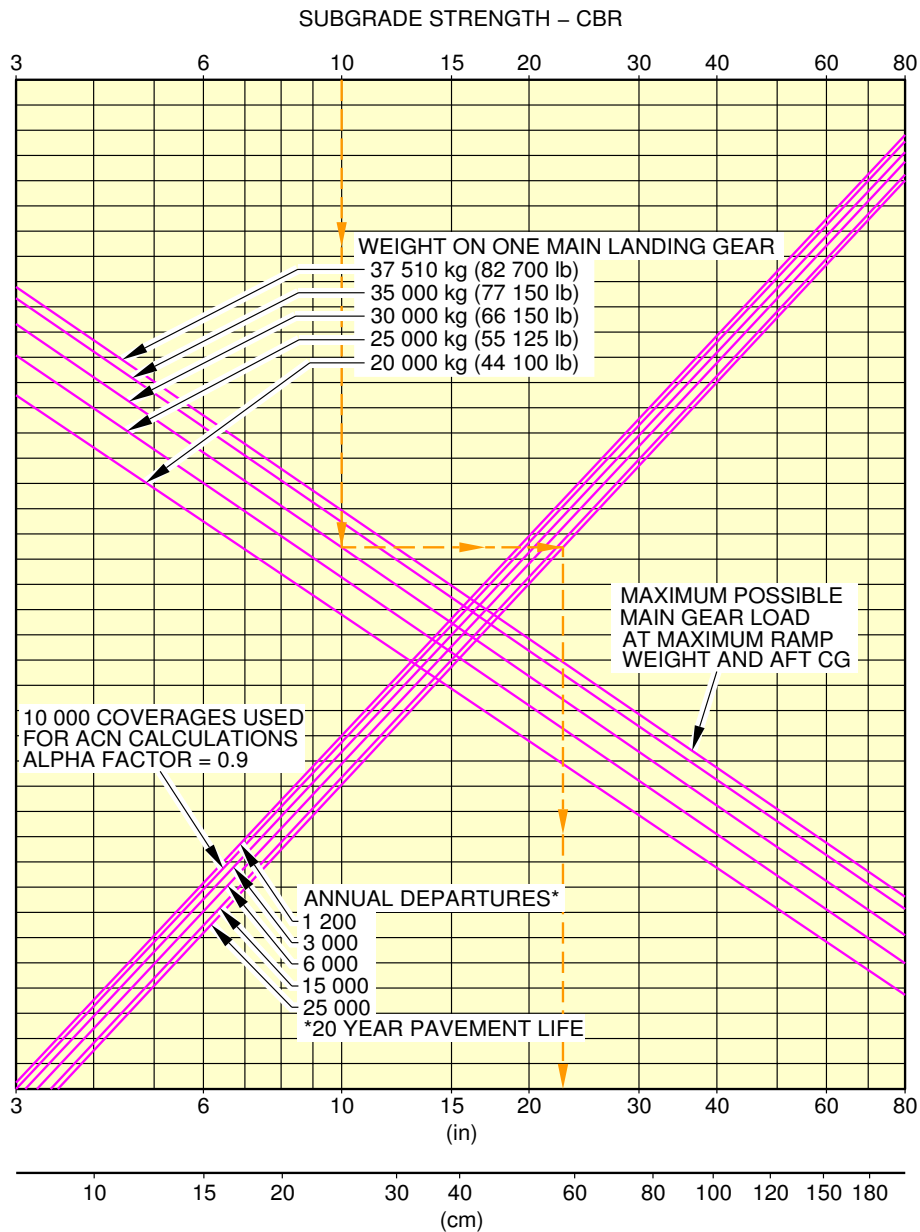 SUBGRADE STRENGTH – CBR
3 6 10 15 20 30 40 60 80
WEIGHT ON ONE MAIN LANDING GEAR
37 510 kg (82 700 lb)
35 000 kg (77 150 lb)
30 000 kg (66 150 lb)
25 000 kg (55 125 lb)
20 000 kg (44 100 lb)
MAXIMUM POSSIBLE
MAIN GEAR LOAD
AT MAXIMUM RAMP
WEIGHT AND AFT CG
10 000 COVERAGES USED
FOR ACN CALCULATIONS
ALPHA FACTOR = 0.9
ANNUAL DEPARTURES*
1 200
3 000
6 000
15 000
25 000
*20 YEAR PAVEMENT LIFE
3 6 10 15 20 30 40 60 80
(in)
10 15 20 30 40 60 80 100 120 150 180
(cm)